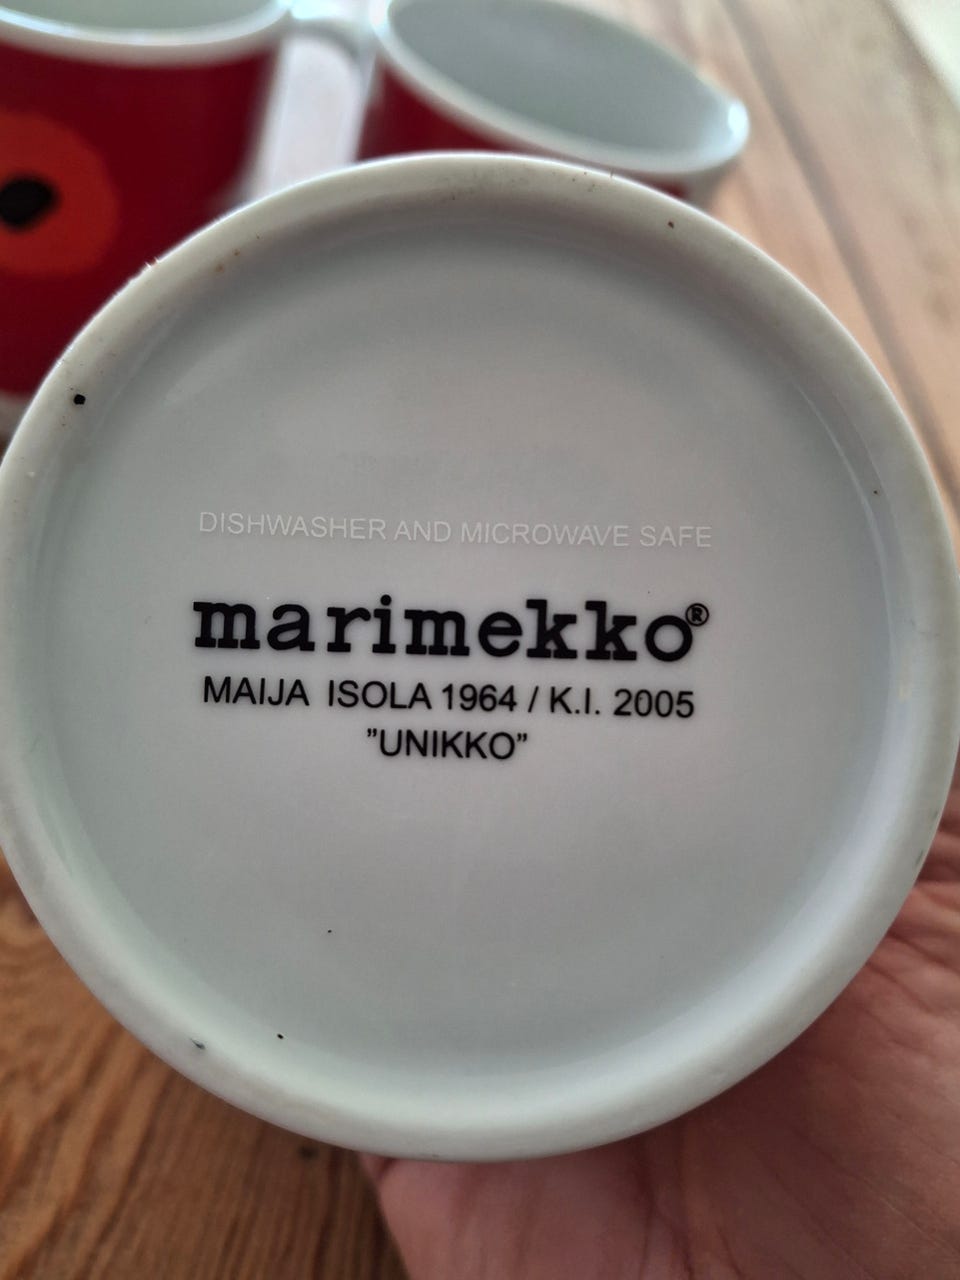 DISHWASHER AND MICROWAVE SAFE
marimekko®
MAIJA ISOLA 1964 / K.I. 2005
”UNIKKO”